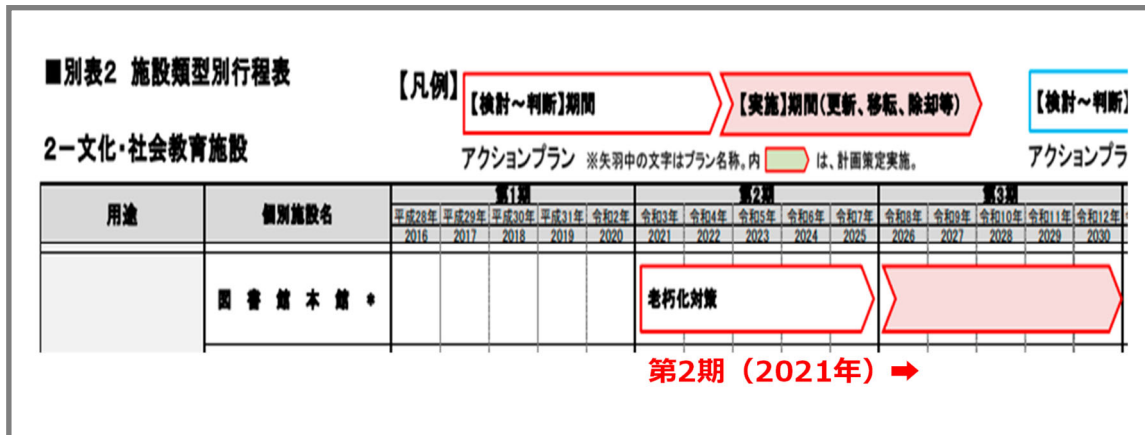 ■別表2 施設類型別行程表
【凡例】
【検討~判断】期間
【実施】期間(更新、移転、除却等)
【検討~判断】
2-文化・社会教育施設
アクションプラン ※矢羽中の文字はプラン名称。内 は、計画策定実施。
アクションプラ
用途 個別施設名 第1期 第2期 第3期
平成28年 平成29年 平成30年 平成31年 令和2年 令和3年 令和4年 令和5年 令和6年 令和7年 令和8年 令和9年 令和10年 令和11年 令和12年
2016 2017 2018 2019 2020 2021 2022 2023 2024 2025 2026 2027 2028 2029 2030
図書館本館* 老朽化対策
第2期(2021年)➡